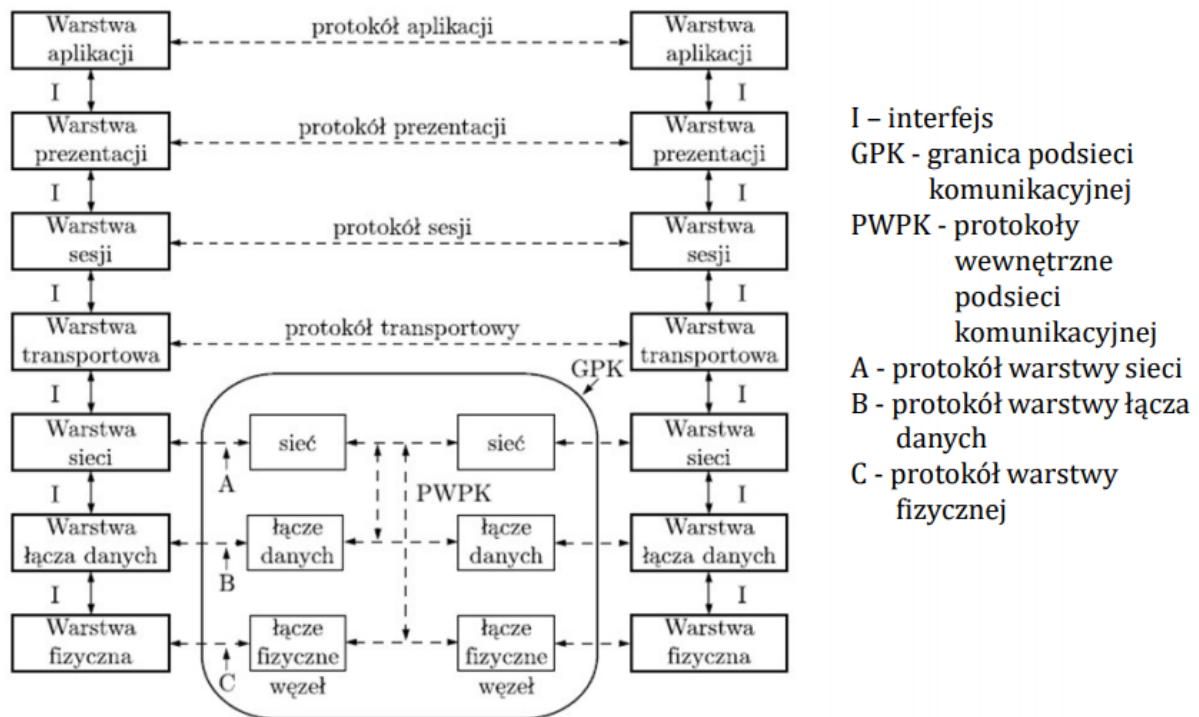 Warstwa
aplikacji
protokół aplikacji
Warstwa
aplikacji
I
I
Warstwa
prezentacji
protokół prezentacji
Warstwa
prezentacji
I
I
Warstwa
sesji
protokół sesji
Warstwa
sesji
I
I
Warstwa
transportowa
protokół transportowy
Warstwa
transportowa
I
GPK
I
Warstwa
sieci
sieć
sieć
Warstwa
sieci
A
I
PWPK
I
Warstwa
łącza danych
łącze
danych
łącze
danych
Warstwa
łącza danych
B
I
I
Warstwa
fizyczna
łącze
fizyczne
węzeł
łącze
fizyczne
węzeł
Warstwa
fizyczna
C
I – interfejs
GPK - granica podsieci
komunikacyjnej
PWPK - protokoły
wewnętrzne
podsieci
komunikacyjnej
A - protokół warstwy sieci
B - protokół warstwy łącza
danych
C - protokół warstwy
fizycznej